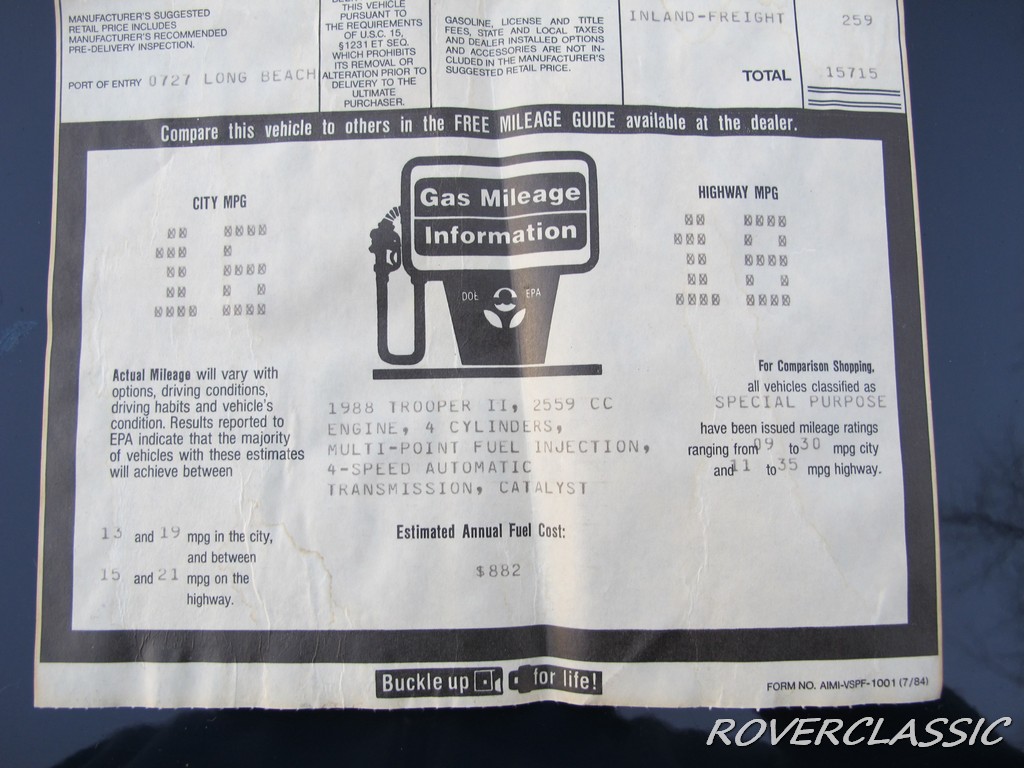 MANUFACTURER'S SUGGESTED
RETAIL PRICE INCLUDES
MANUFACTURER'S RECOMMENDED
PRE-DELIVERY INSPECTION.
PORT OF ENTRY 0727 LONG BEACH
THIS VEHICLE
PURSUANT TO
THE REQUIREMENTS
OF U.S.C. 15,
§1231 ET SEQ.
WHICH PROHIBITS
ITS REMOVAL OR
ALTERATION PRIOR TO
DELIVERY TO THE
ULTIMATE
PURCHASER.
GASOLINE, LICENSE AND TITLE
FEES, STATE AND LOCAL TAXES
AND DEALER INSTALLED OPTIONS
AND ACCESSORIES ARE NOT IN-
CLUDED IN THE MANUFACTURER'S
SUGGESTED RETAIL PRICE.
INLAND-FREIGHT 259
TOTAL 15715
Compare this vehicle to others in the FREE MILEAGE GUIDE available at the dealer.
CITY MPG
16
Gas Mileage
Information
DOE EPA
HIGHWAY MPG
18
Actual Mileage will vary with
options, driving conditions,
driving habits and vehicle's
condition. Results reported to
EPA indicate that the majority
of vehicles with these estimates
will achieve between
13 and 19 mpg in the city,
and between
15 and 21 mpg on the
highway.
1988 TROOPER II, 2559 CC
ENGINE, 4 CYLINDERS,
MULTI-POINT FUEL INJECTION,
4-SPEED AUTOMATIC
TRANSMISSION, CATALYST
Estimated Annual Fuel Cost:
$882
For Comparison Shopping,
all vehicles classified as
SPECIAL PURPOSE
have been issued mileage ratings
ranging from 09 to 30 mpg city
and 11 to 35 mpg highway.
Buckle up for life!
FORM NO. AIMI-VSPF-1001 (7/84)
ROVERCLASSIC